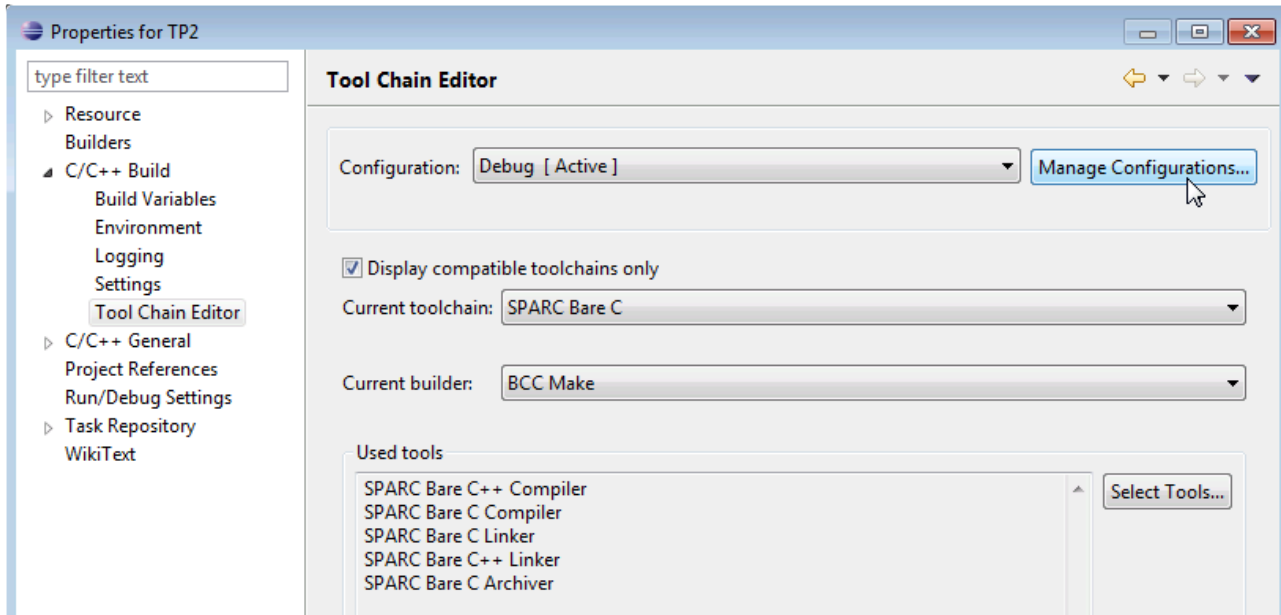 Properties for TP2
type filter text
Resource
Builders
C/C++ Build
Build Variables
Environment
Logging
Settings
Tool Chain Editor
C/C++ General
Project References
Run/Debug Settings
Task Repository
WikiText
Tool Chain Editor
Configuration: Debug [ Active ] Manage Configurations...
Display compatible toolchains only
Current toolchain: SPARC Bare C
Current builder: BCC Make
Used tools
SPARC Bare C++ Compiler
SPARC Bare C Compiler
SPARC Bare C Linker
SPARC Bare C++ Linker
SPARC Bare C Archiver
Select Tools...